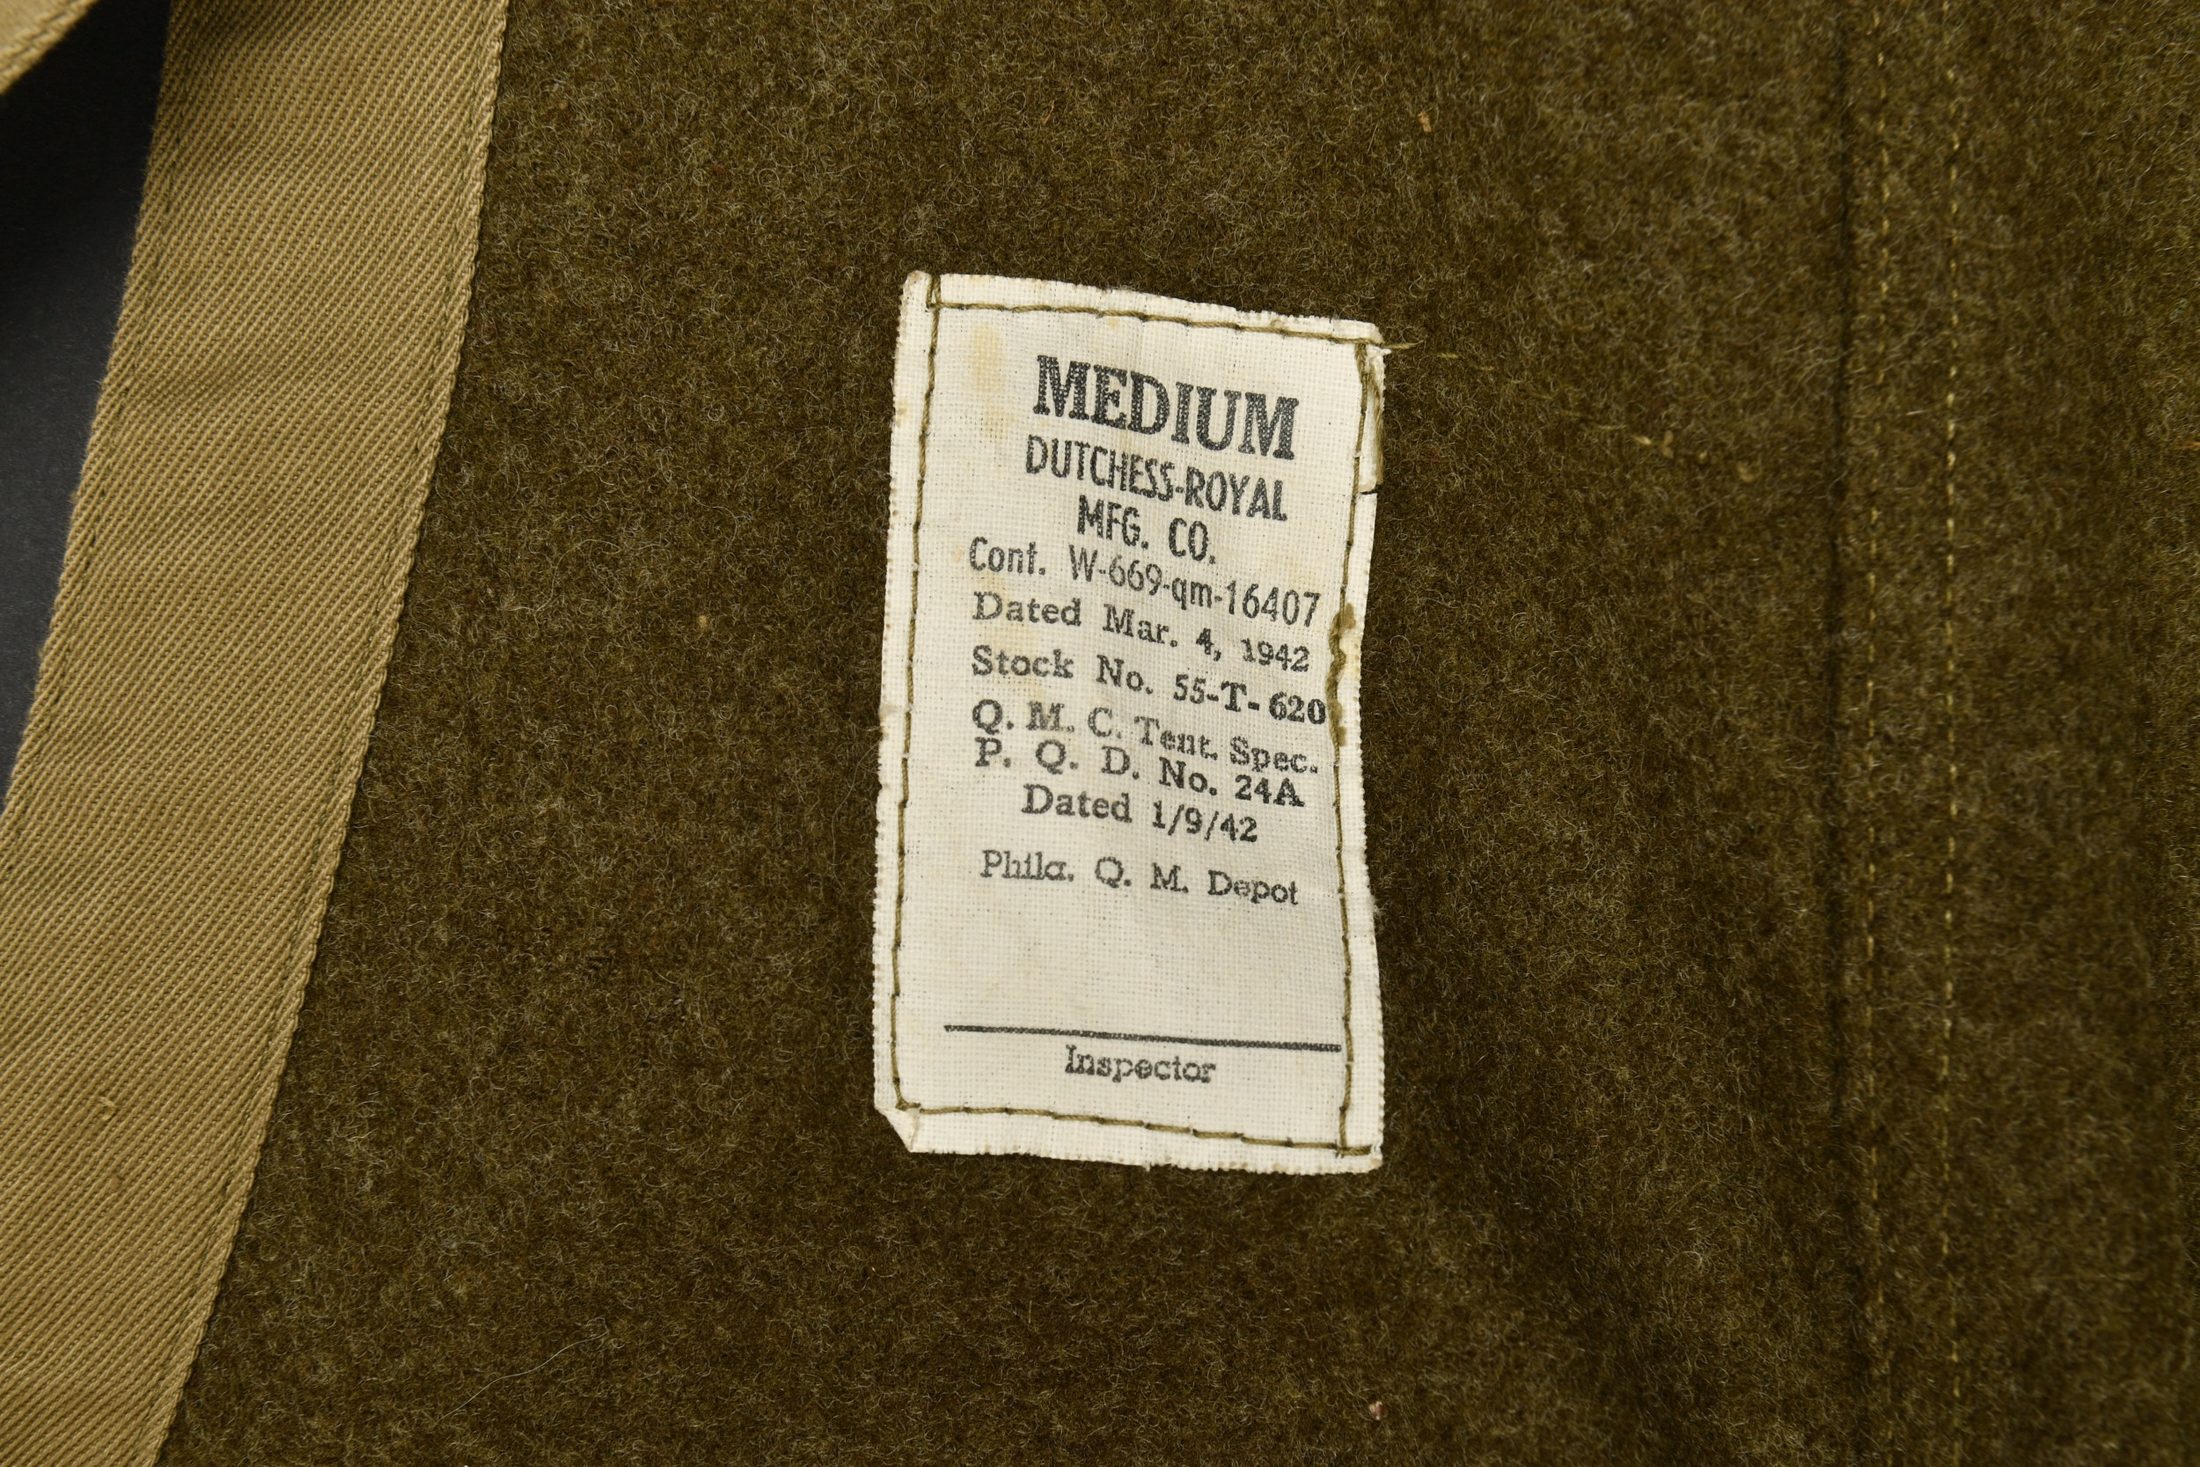 MEDIUM
DUTCHESS-ROYAL
MFG. CO.
Cont. W-669-qm-16407
Dated Mar. 4, 1942
Stock No. 55-T-620
Q. M. C. Tent. Spec.
P. Q. D. No. 24A
Dated 1/9/42
Phila. Q. M. Depot
Inspector